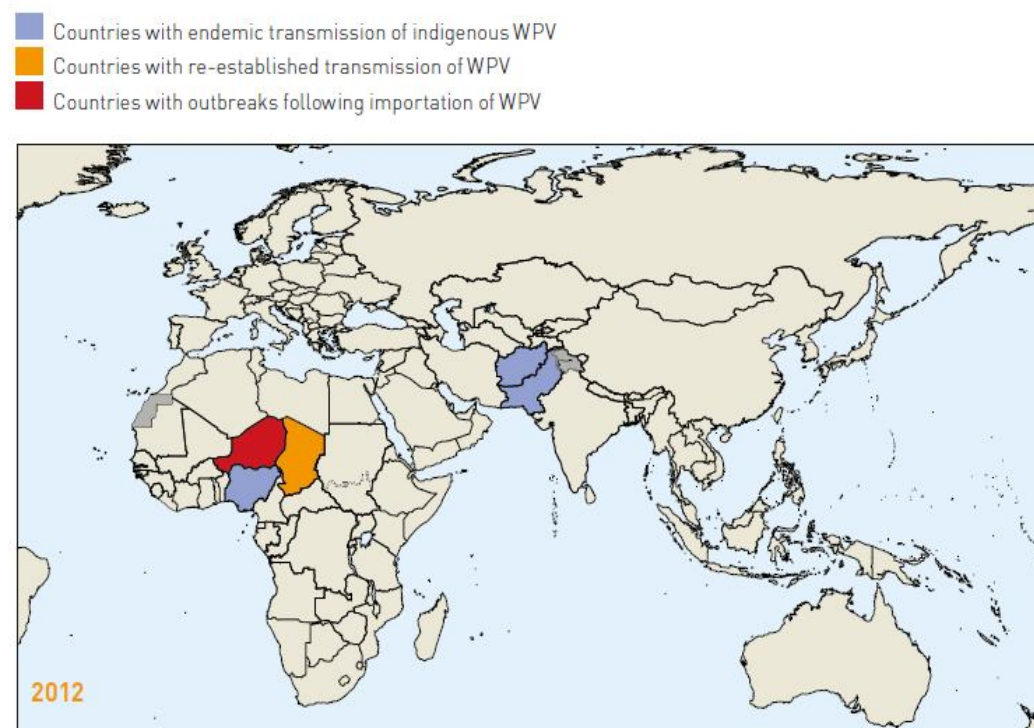 Countries with endemic transmission of indigenous WPV
Countries with re-established transmission of WPV
Countries with outbreaks following importation of WPV
2012